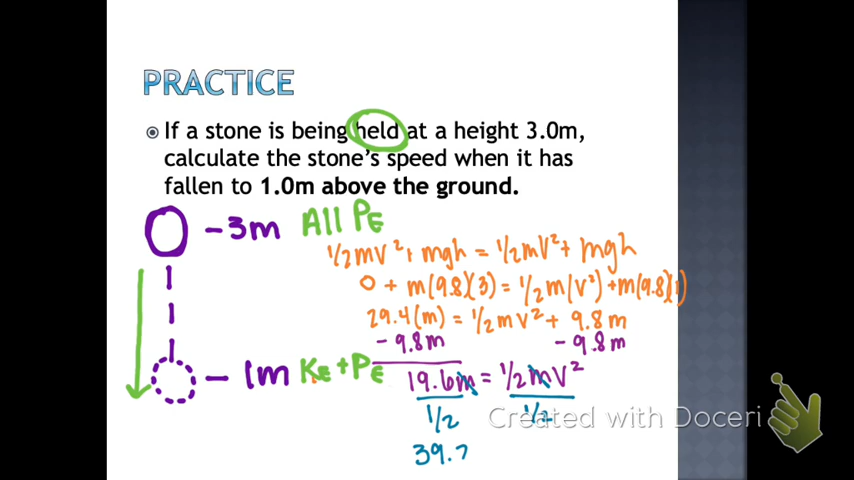 PRACTICE
If a stone is being held at a height 3.0m,
calculate the stone's speed when it has
fallen to 1.0m above the ground.
- 3m All PE
1/2mv² + mgh = 1/2mv² + mgh
0 + m(9.8)(3) = 1/2m(v²) + m(9.8)(1)
29.4(m) = 1/2mv² + 9.8m
- 9.8m - 9.8m
- 1m KE + PE
19.6m = 1/2mv²
1/2 1/2
Created with Doceri
39.2